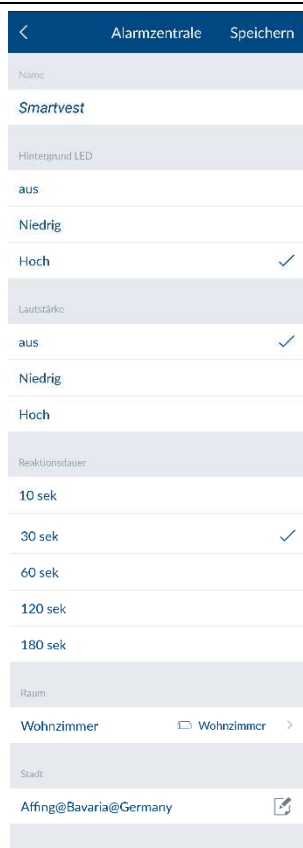 Alarmzentrale Speichern
Name
Smartvest
Hintergrund LED
aus
Niedrig
Hoch
Lautstärke
aus
Niedrig
Hoch
Reaktionsdauer
10 sek
30 sek
60 sek
120 sek
180 sek
Raum
Wohnzimmer Wohnzimmer
Stadt
Affing@Bavaria@Germany